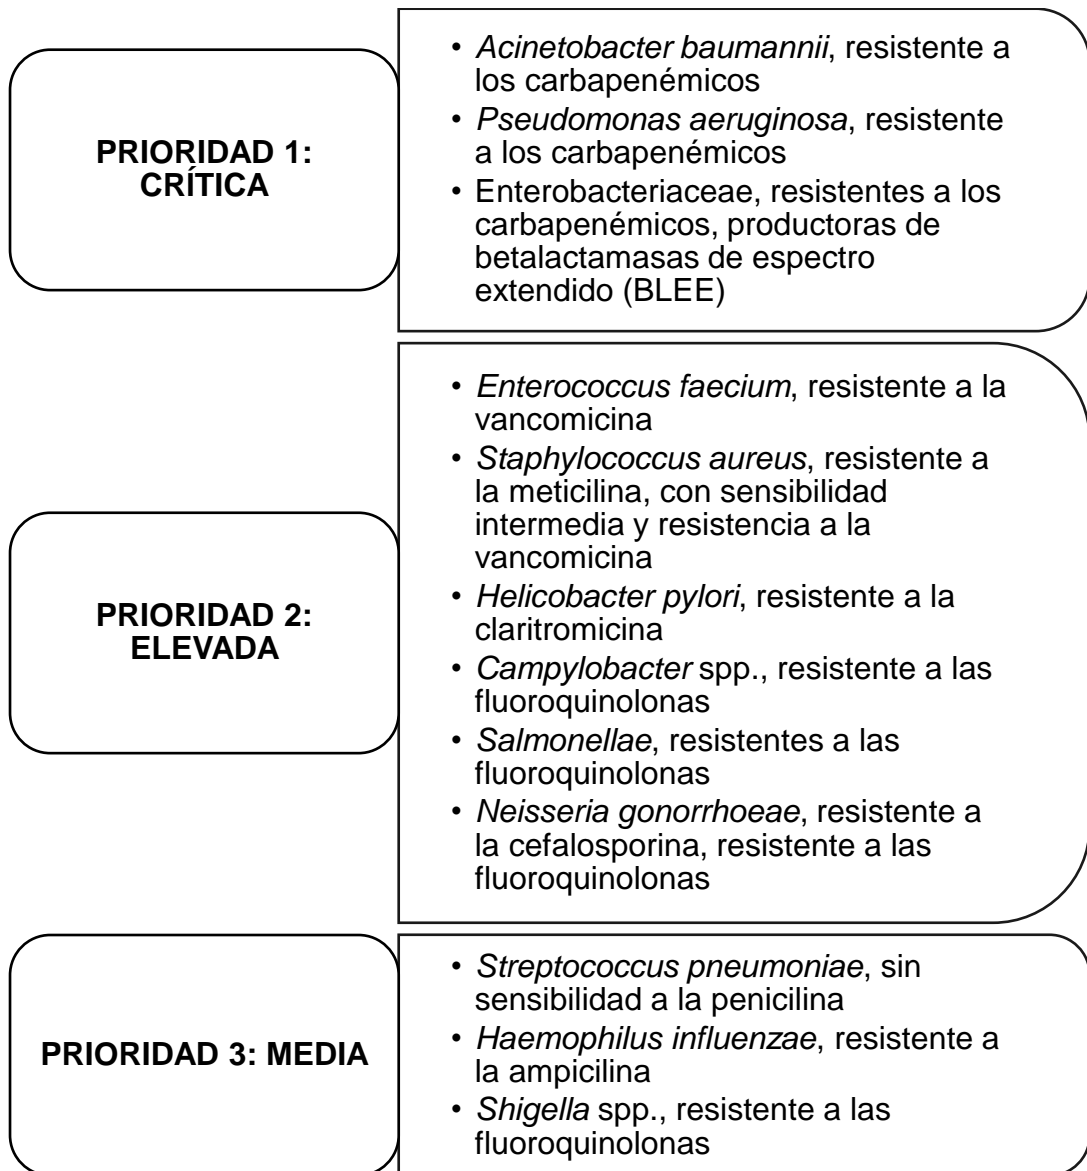 PRIORIDAD 1:
CRÍTICA
• Acinetobacter baumannii, resistente a
los carbapenémicos
• Pseudomonas aeruginosa, resistente
a los carbapenémicos
• Enterobacteriaceae, resistentes a los
carbapenémicos, productoras de
betalactamasas de espectro
extendido (BLEE)
PRIORIDAD 2:
ELEVADA
• Enterococcus faecium, resistente a la
vancomicina
• Staphylococcus aureus, resistente a
la meticilina, con sensibilidad
intermedia y resistencia a la
vancomicina
• Helicobacter pylori, resistente a la
claritromicina
• Campylobacter spp., resistente a las
fluoroquinolonas
• Salmonellae, resistentes a las
fluoroquinolonas
• Neisseria gonorrhoeae, resistente a
la cefalosporina, resistente a las
fluoroquinolonas
PRIORIDAD 3: MEDIA
• Streptococcus pneumoniae, sin
sensibilidad a la penicilina
• Haemophilus influenzae, resistente a
la ampicilina
• Shigella spp., resistente a las
fluoroquinolonas